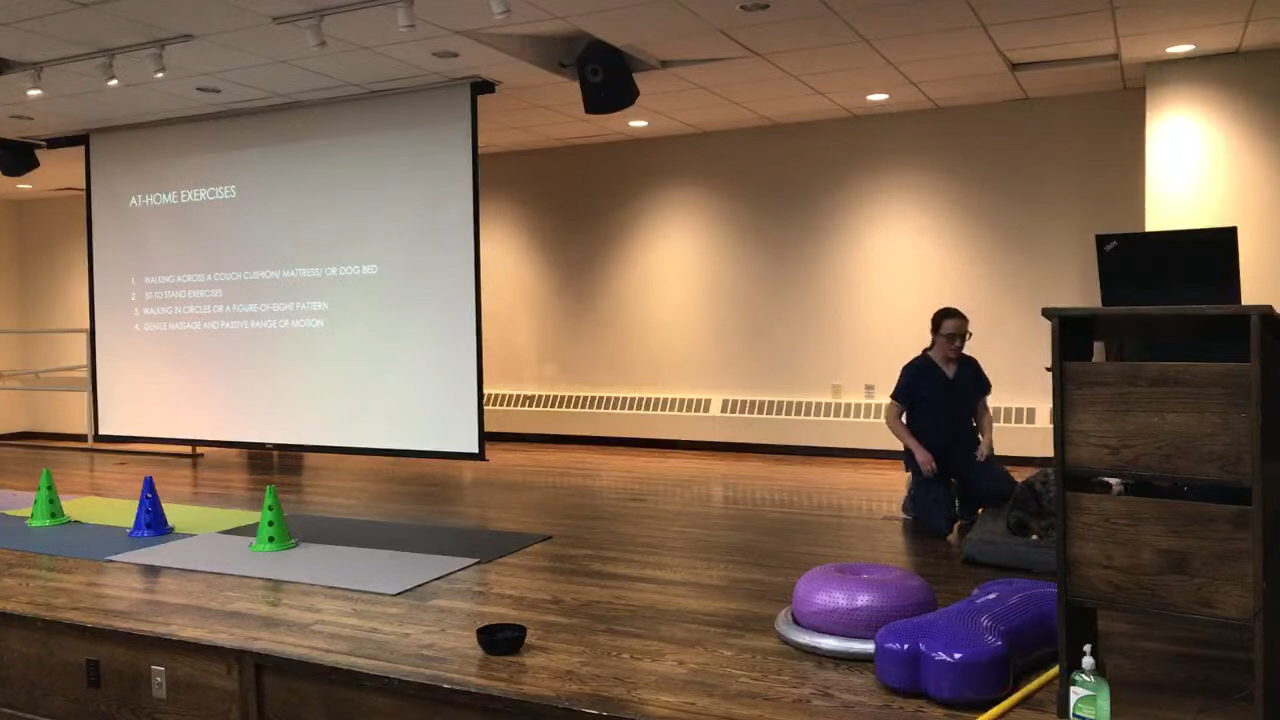 AT-HOME EXERCISES
1. WALKING ACROSS A COUCH CUSHION/ MATTRESS/ OR DOG BED
2. SIT-TO STAND EXERCISES
3. WALKING IN CIRCLES OR A FIGURE-OF-EIGHT PATTERN
4. GENTLE MASSAGE AND PASSIVE RANGE OF MOTION